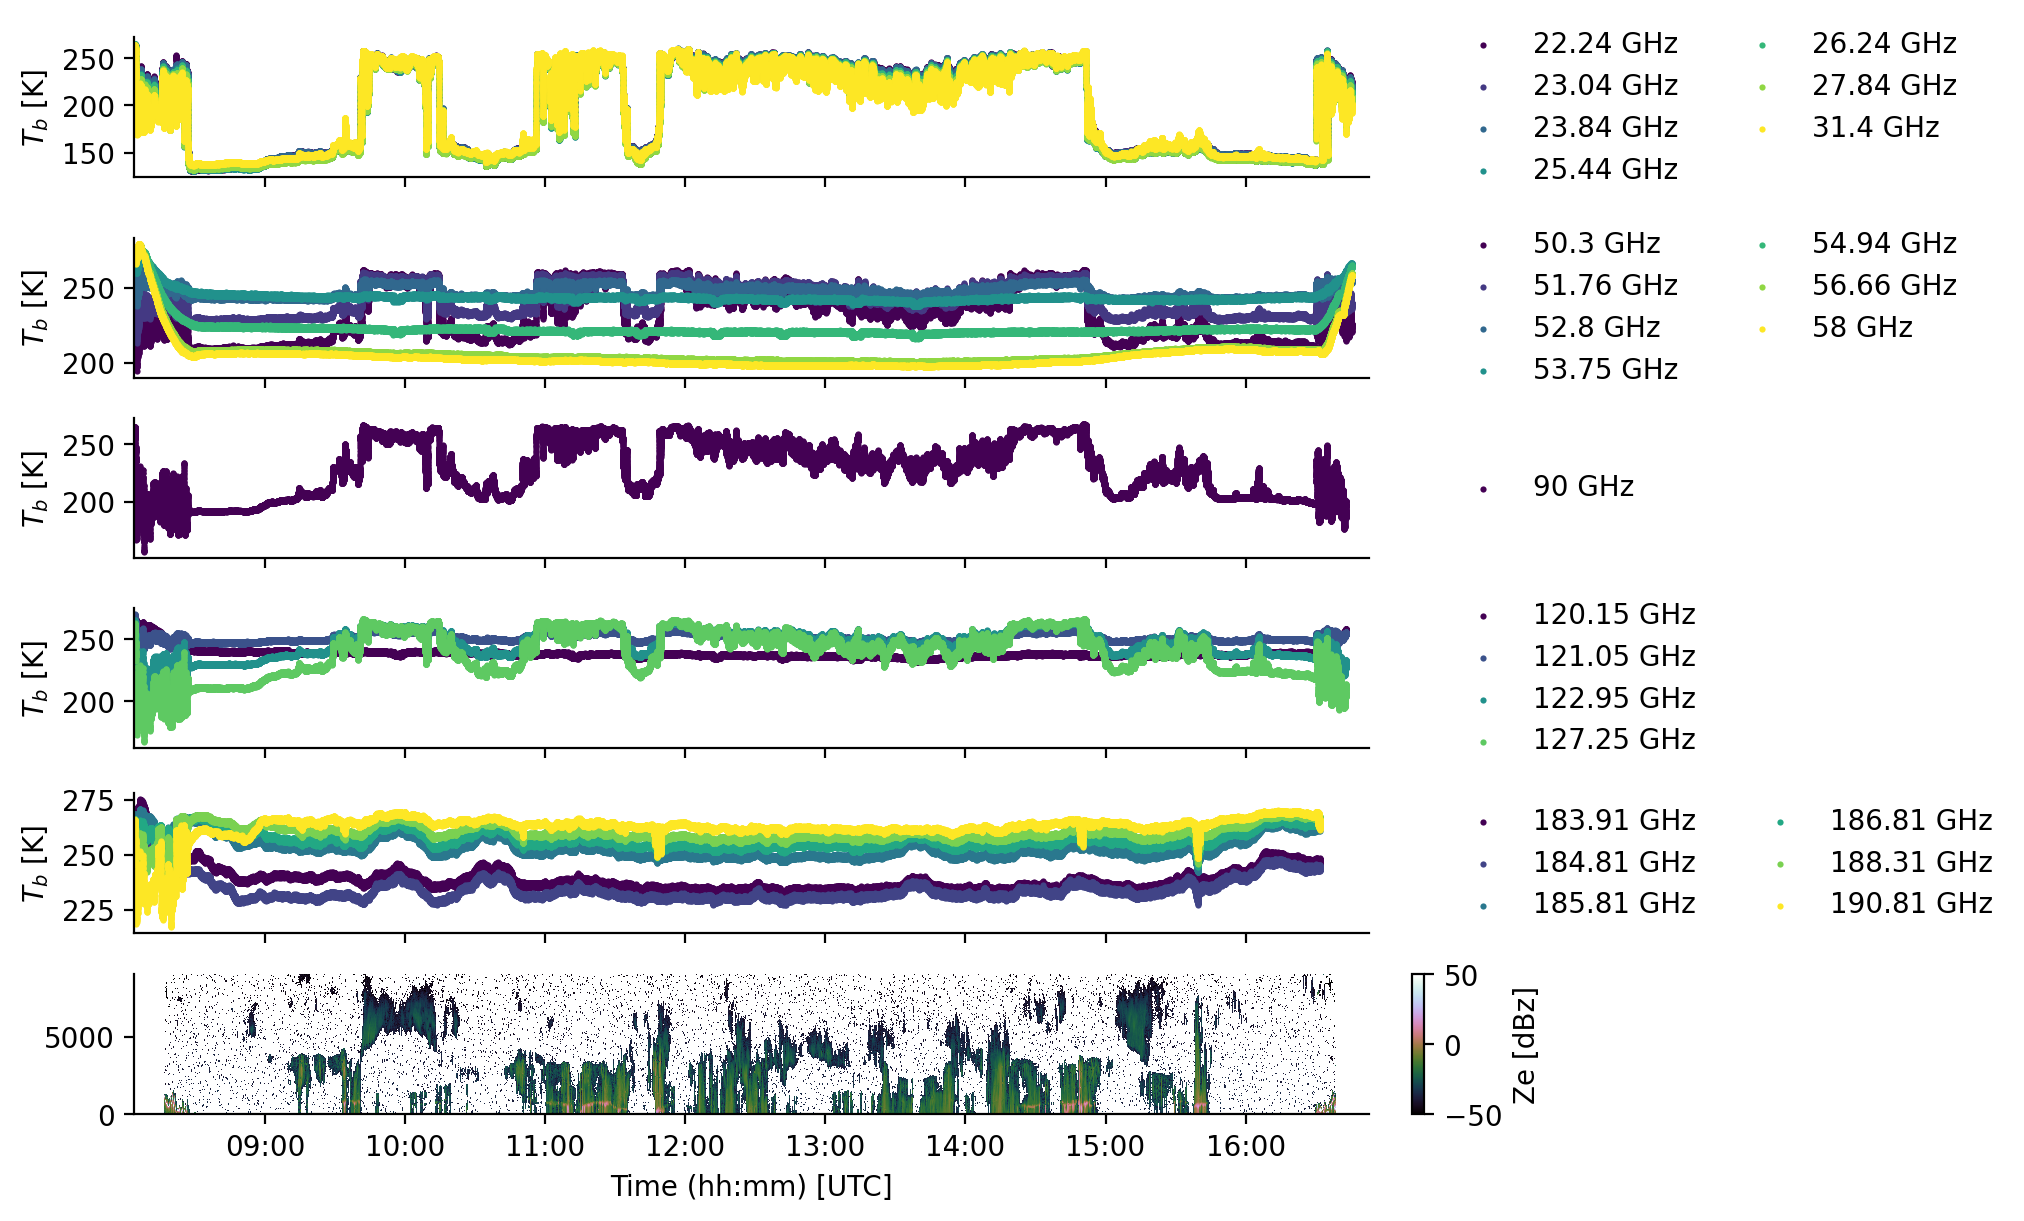 250
200
150
T_b [K]
22.24 GHz
23.04 GHz
23.84 GHz
25.44 GHz
26.24 GHz
27.84 GHz
31.4 GHz
250
200
T_b [K]
50.3 GHz
51.76 GHz
52.8 GHz
53.75 GHz
54.94 GHz
56.66 GHz
58 GHz
250
200
T_b [K]
90 GHz
250
200
T_b [K]
120.15 GHz
121.05 GHz
122.95 GHz
127.25 GHz
275
250
225
T_b [K]
183.91 GHz
184.81 GHz
185.81 GHz
186.81 GHz
188.31 GHz
190.81 GHz
5000
0
50
0
−50
Ze [dBz]
09:00 10:00 11:00 12:00 13:00 14:00 15:00 16:00
Time (hh:mm) [UTC]